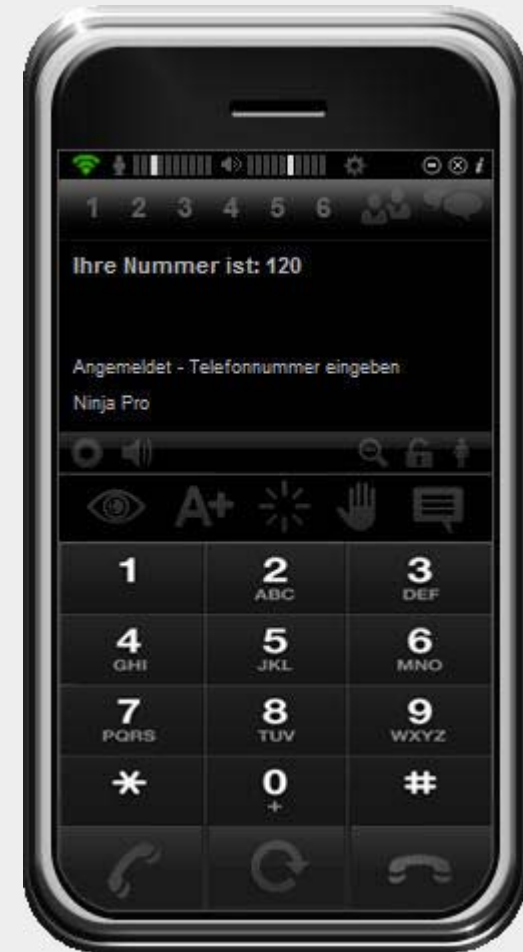 i
1 2 3 4 5 6
Ihre Nummer ist: 120
Angemeldet - Telefonnummer eingeben
Ninja Pro
A+
1 2 3
ABC DEF
4 5 6
GHI JKL MNO
7 8 9
PQRS TUV WXYZ
* 0 #
+